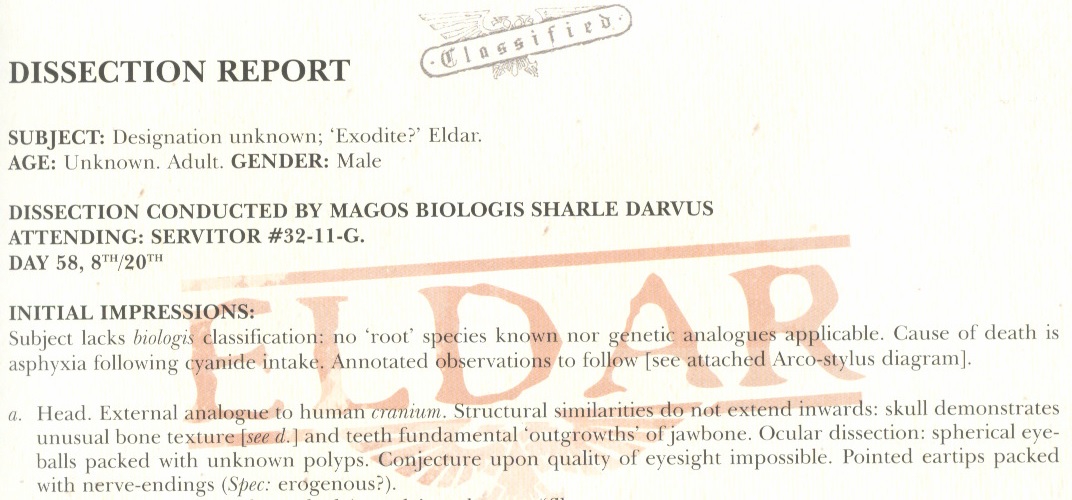 Classified
DISSECTION REPORT
SUBJECT: Designation unknown; ‘Exodite?’ Eldar.
AGE: Unknown. Adult. GENDER: Male
DISSECTION CONDUCTED BY MAGOS BIOLOGIS SHARLE DARVUS
ATTENDING: SERVITOR #32-11-G.
DAY 58, 8TH/20TH
ELDAR
INITIAL IMPRESSIONS:
Subject lacks biologis classification: no ‘root’ species known nor genetic analogues applicable. Cause of death is
asphyxia following cyanide intake. Annotated observations to follow [see attached Arco-stylus diagram].
a. Head. External analogue to human cranium. Structural similarities do not extend inwards: skull demonstrates
unusual bone texture [see d.] and teeth fundamental ‘outgrowths’ of jawbone. Ocular dissection: spherical eye-
balls packed with unknown polyps. Conjecture upon quality of eyesight impossible. Pointed eartips packed
with nerve-endings (Spec: erogenous?).